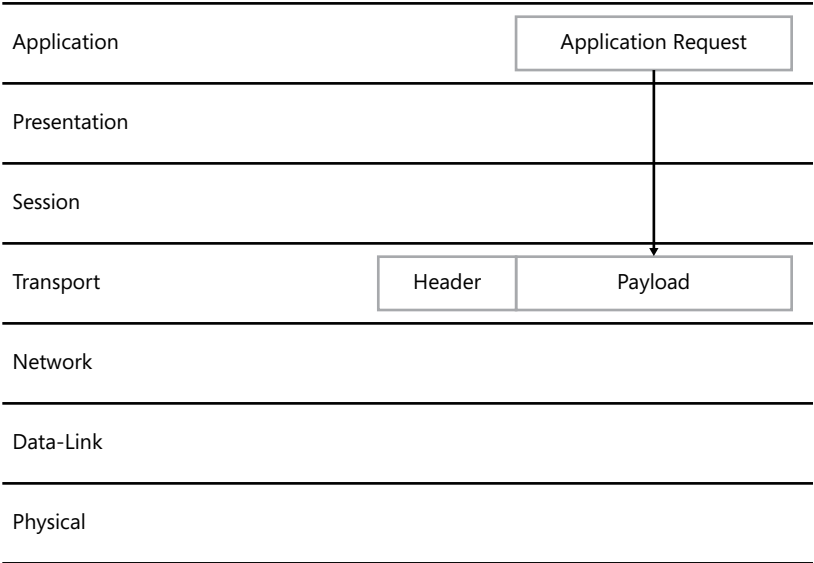 Application
Application Request
Presentation
Session
Transport
Header
Payload
Network
Data-Link
Physical